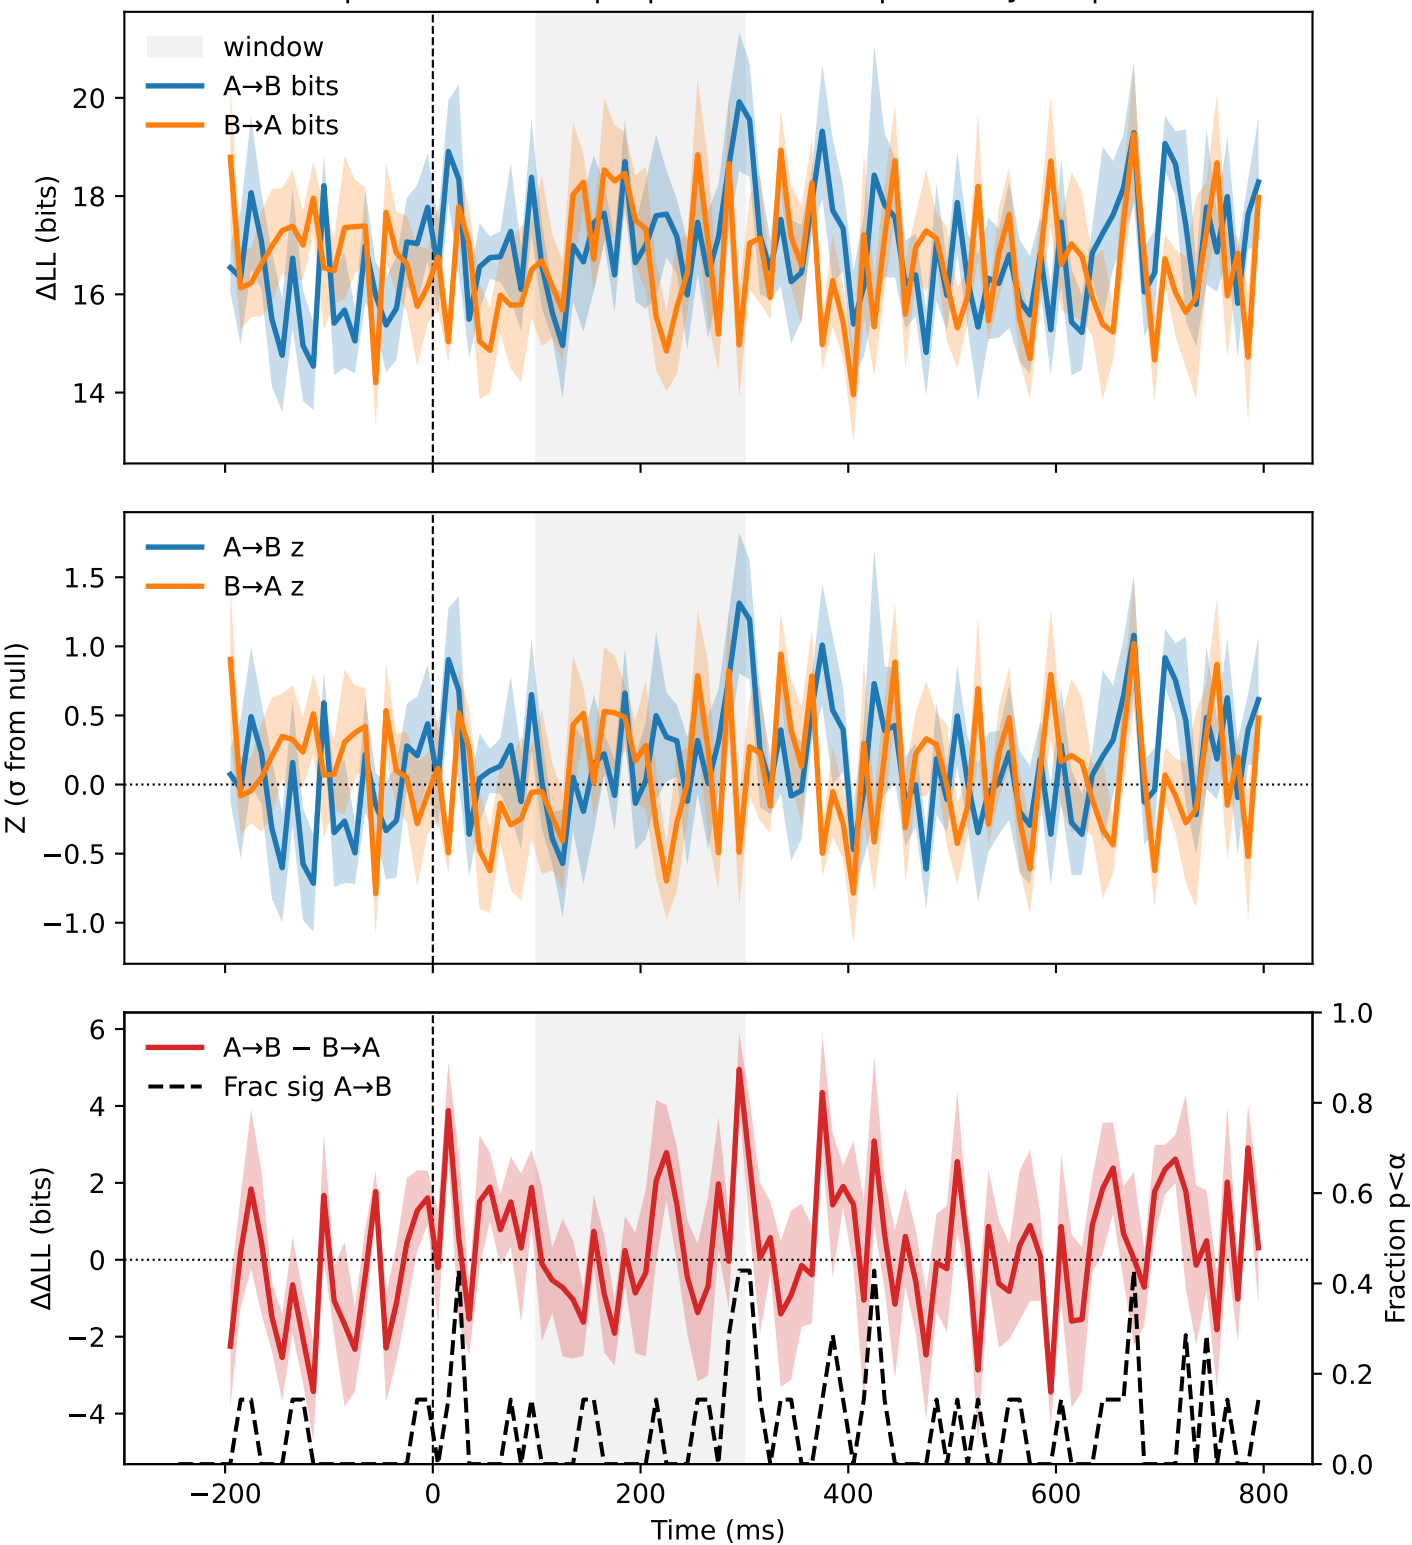 window
A→B bits
B→A bits
20
18
16
14
ΔLL (bits)
A→B z
B→A z
1.5
1.0
0.5
0.0
−0.5
−1.0
Z (σ from null)
A→B − B→A
Frac sig A→B
6
4
2
0
−2
−4
ΔΔLL (bits)
1.0
0.8
0.6
0.4
0.2
0.0
Fraction p<α
−200 0 200 400 600 800
Time (ms)